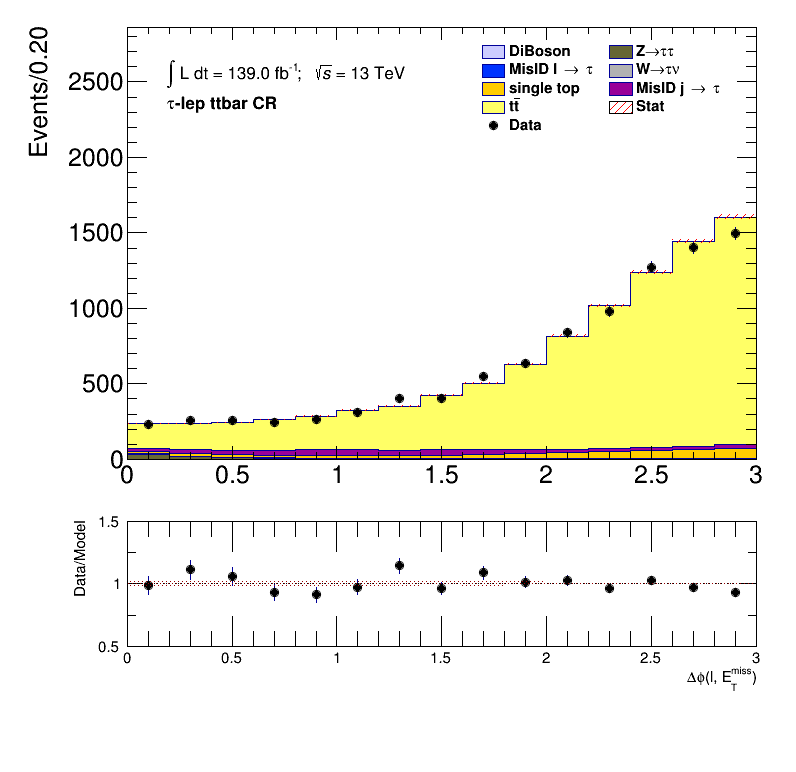 Events/0.20
2500
2000
1500
1000
500
0
∫ L dt = 139.0 fb⁻¹; √s = 13 TeV
τ-lep ttbar CR
DiBoson
MisID l → τ
single top
tt̄
Data
Z→ττ
W→τν
MisID j → τ
Stat
0 0.5 1 1.5 2 2.5 3
Data/Model
1.5
1
0.5
0 0.5 1 1.5 2 2.5 3
Δϕ(l, E_T^miss)